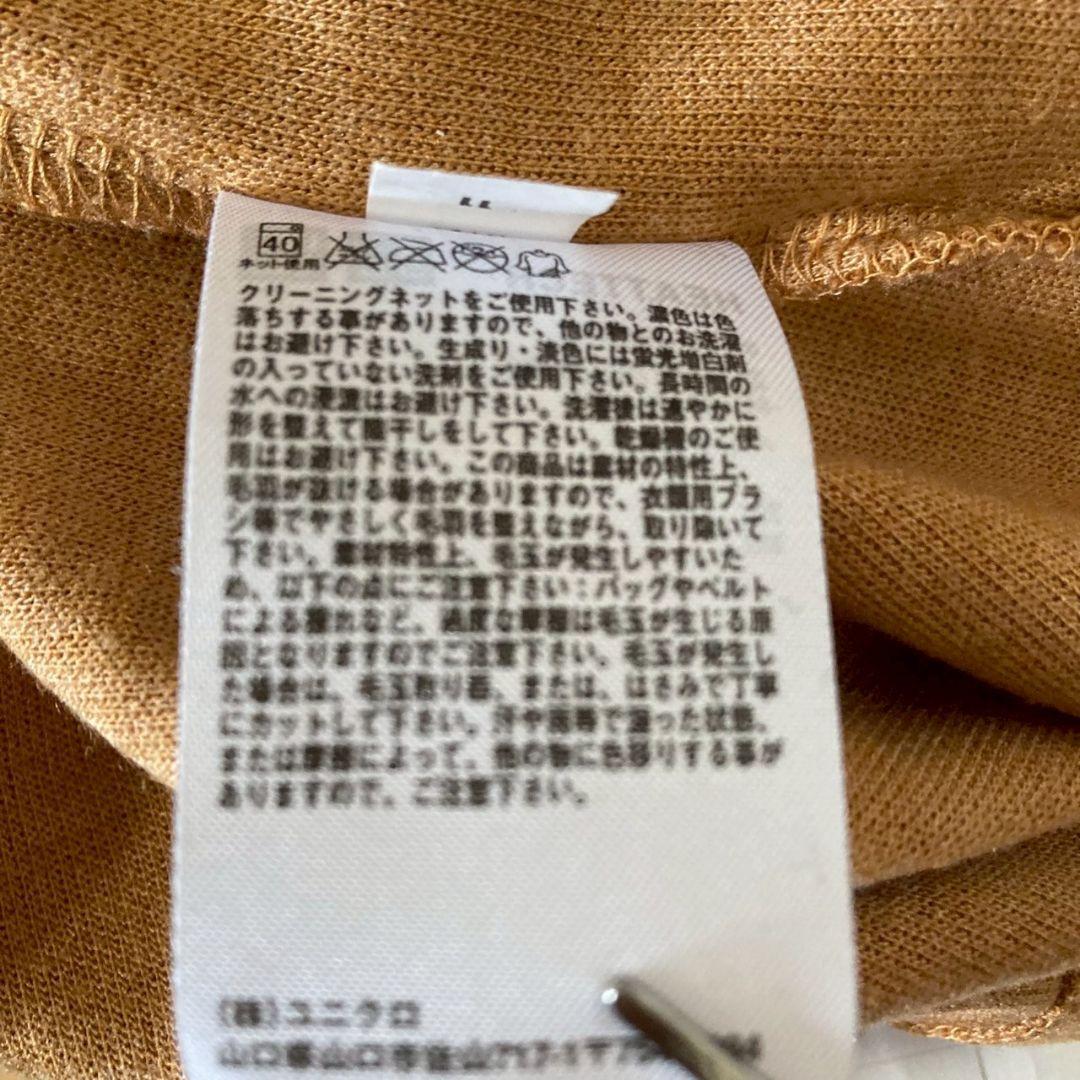 40
ネット使用
クリーニングネットをご使用下さい。濃色は色
落ちする事がありますので、他の物とのお洗濯
はお避け下さい。生成り・淡色には蛍光増白剤
の入っていない洗剤をご使用下さい。長時間の
水への浸漬はお避け下さい。洗濯後は速やかに
形を整えて陰干しをして下さい。乾燥機のご使
用はお避け下さい。この商品は素材の特性上、
毛羽が抜ける場合がありますので、衣類用ブラ
シ等でやさしく毛羽を整えながら、取り除いて
下さい。素材特性上、毛玉が発生しやすいた
め、以下の点にご注意下さい：バッグやベルト
による擦れなど、過度な摩擦は毛玉が生じる原
因となりますのでご注意下さい。毛玉が発生し
た場合は、毛玉取り器、または、はさみで丁寧
にカットして下さい。汗や雨等で湿った状態、
または摩擦によって、他の物に色移りする事が
ありますので、ご注意下さい。
(株)ユニクロ
山口県山口市佐山717-1〒